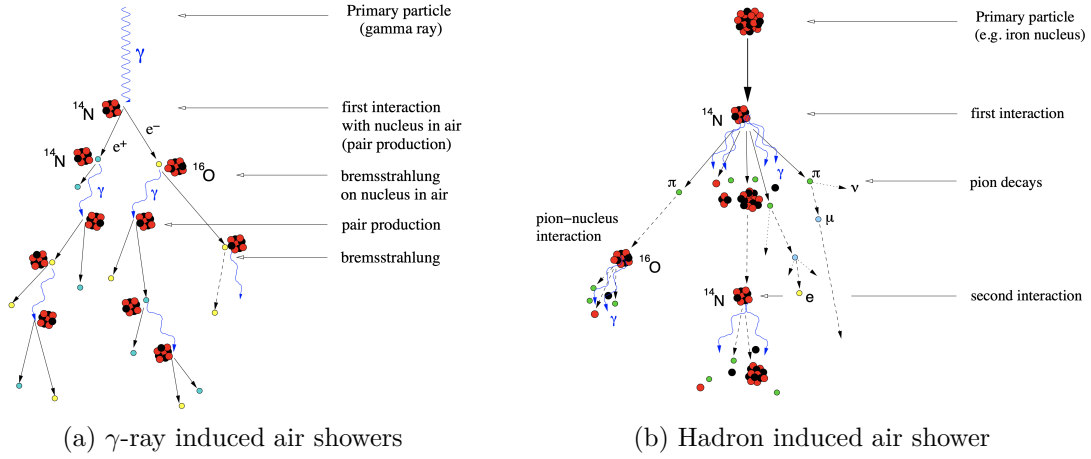 Primary particle
(gamma ray)
γ
¹⁴N
first interaction
with nucleus in air
(pair production)
e⁻
e⁺
¹⁴N
¹⁶O
bremsstrahlung
on nucleus in air
γ
γ
pair production
bremsstrahlung
(a) γ-ray induced air showers
Primary particle
(e.g. iron nucleus)
¹⁴N
first interaction
γ
π
π
ν
pion decays
μ
pion−nucleus
interaction
¹⁶O
¹⁴N
e
second interaction
γ
(b) Hadron induced air shower